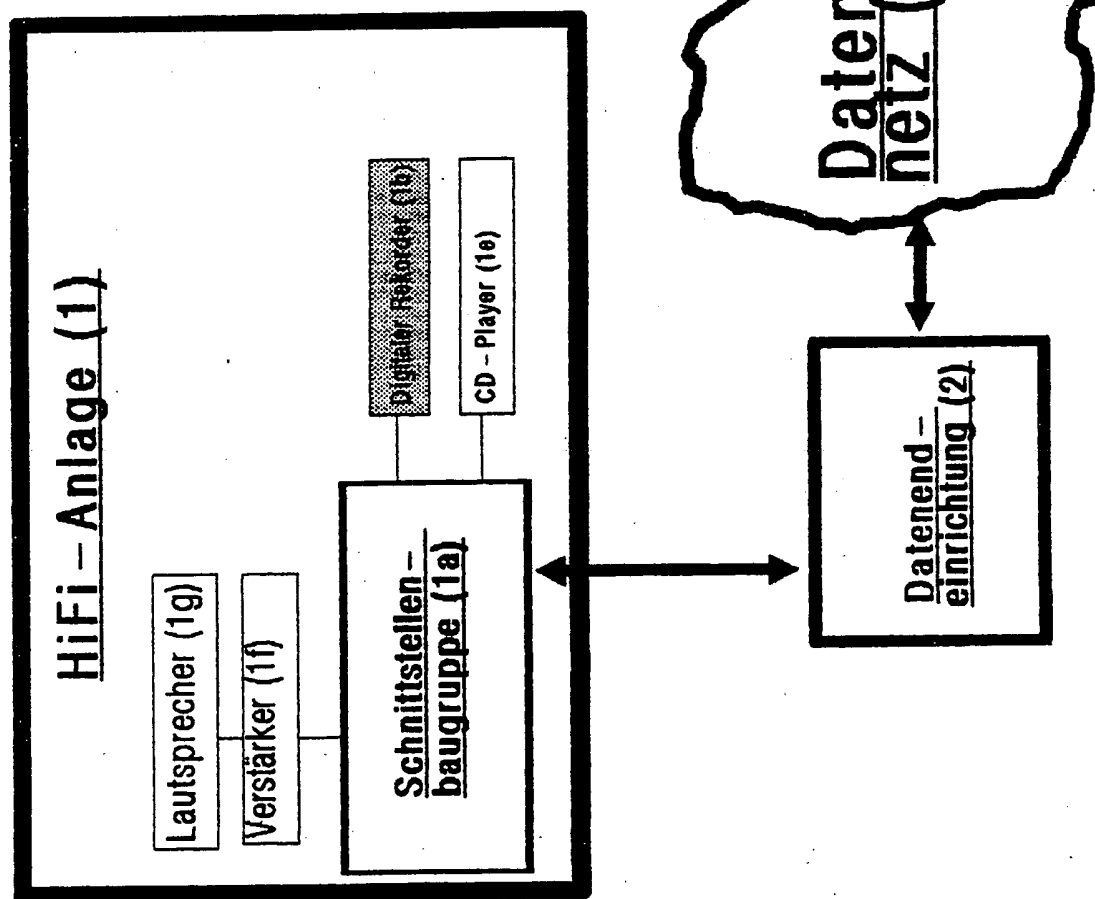 HiFi–Anlage (1)
Lautsprecher (1g)
Verstärker (1f)
Schnittstellen–
baugruppe (1a)
Digitaler Rekorder (1b)
CD–Player (1e)
Datenend–
einrichtung (2)
Daten
netz (